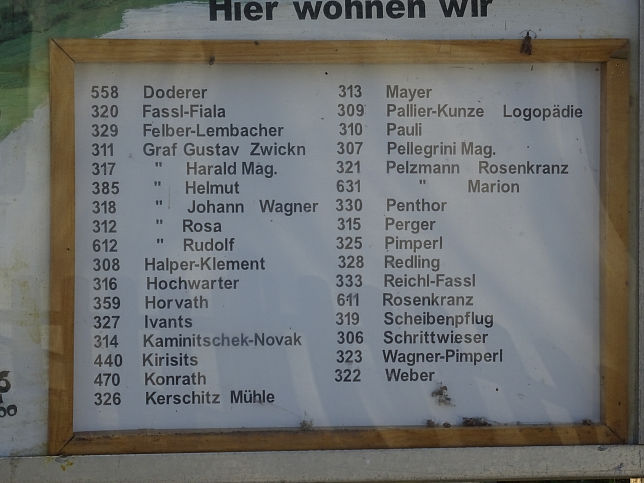 Hier wohnen wir
558 Doderer
320 Fassl-Fiala
329 Felber-Lembacher
311 Graf Gustav Zwickn
317 " Harald Mag.
385 " Helmut
318 " Johann Wagner
312 " Rosa
612 " Rudolf
308 Halper-Klement
316 Hochwarter
359 Horvath
327 Ivants
314 Kaminitschek-Novak
440 Kirisits
470 Konrath
326 Kerschitz Mühle
313 Mayer
309 Pallier-Kunze Logopädie
310 Pauli
307 Pellegrini Mag.
321 Pelzmann Rosenkranz
631 " Marion
330 Penthor
315 Perger
325 Pimperl
328 Redling
333 Reichl-Fassl
611 Rosenkranz
319 Scheibenpflug
306 Schrittwieser
323 Wagner-Pimperl
322 Weber